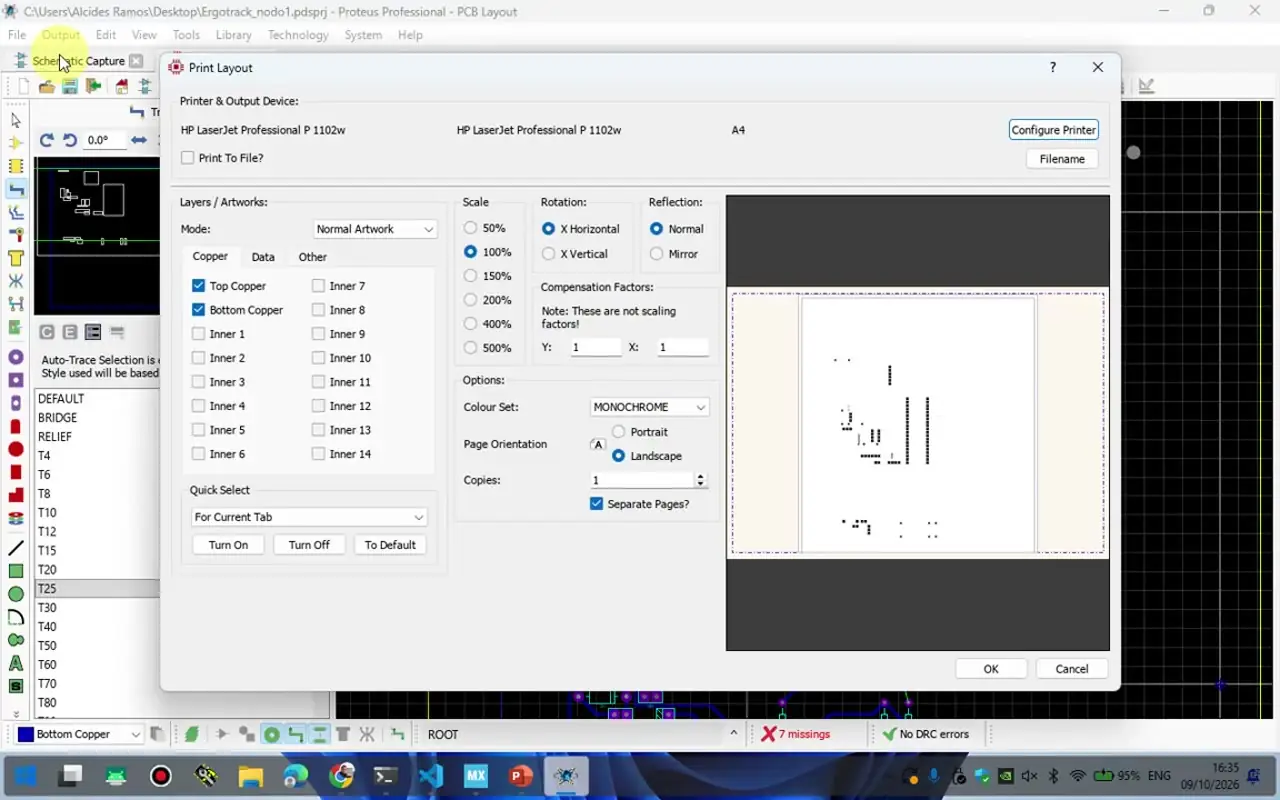 C:\Users\Alcides Ramos\Desktop\Ergotrack_nodo1.pdsprj - Proteus Professional - PCB Layout
File Output Edit View Tools Library Technology System Help
Schematic Capture
Print Layout
?
Printer & Output Device:
HP LaserJet Professional P 1102w HP LaserJet Professional P 1102w A4 Configure Printer
Print To File? Filename
0.0°
Layers / Artworks:
Mode: Normal Artwork
Copper Data Other
Top Copper Inner 7
Bottom Copper Inner 8
Inner 1 Inner 9
Inner 2 Inner 10
Inner 3 Inner 11
Inner 4 Inner 12
Inner 5 Inner 13
Inner 6 Inner 14
Quick Select
For Current Tab
Turn On Turn Off To Default
Scale
50%
100%
150%
200%
400%
500%
Rotation:
X Horizontal
X Vertical
Reflection:
Normal
Mirror
Compensation Factors:
Note: These are not scaling
factors!
Y: 1 X: 1
Options:
Colour Set: MONOCHROME
Page Orientation A Portrait
Landscape
Copies: 1
Separate Pages?
OK Cancel
C E
Auto-Trace Selection is
Style used will be based
DEFAULT
BRIDGE
RELIEF
T4
T6
T8
T10
T12
T15
T20
T25
T30
T40
T50
T60
T70
T80
A
S
Bottom Copper ROOT 7 missings No DRC errors
MX
95% ENG
16:35
09/10/2026